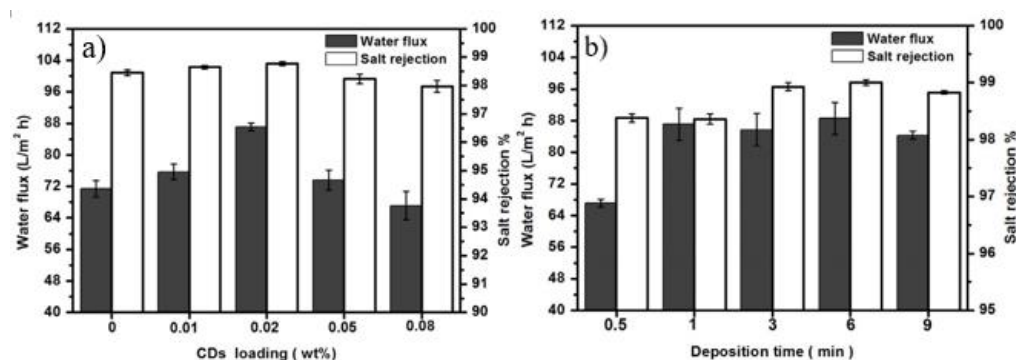 a)
Water flux
Salt rejection
112
104
96
88
80
72
64
56
48
40
Water flux (L/m² h)
100
99
98
97
96
95
94
93
92
91
90
Salt rejection %
0 0.01 0.02 0.05 0.08
CDs loading ( wt%)
b)
Water flux
Salt rejection
112
104
96
88
80
72
64
56
48
40
Water flux (L/m² h)
100
99
98
97
96
95
Salt rejection %
0.5 1 3 6 9
Deposition time ( min )